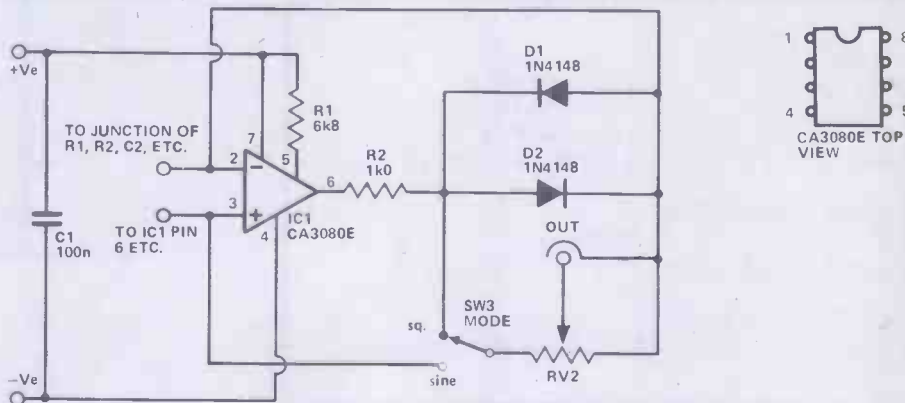 +Ve
TO JUNCTION OF
R1, R2, C2, ETC.
2
7
R1
6k8
5
3
4
6
IC1
CA3080E
TO IC1 PIN
6 ETC.
C1
100n
-Ve
R2
1k0
D1
1N4148
D2
1N4148
OUT
SW3
MODE
sq.
sine
RV2
1
8
4
5
CA3080E TOP
VIEW